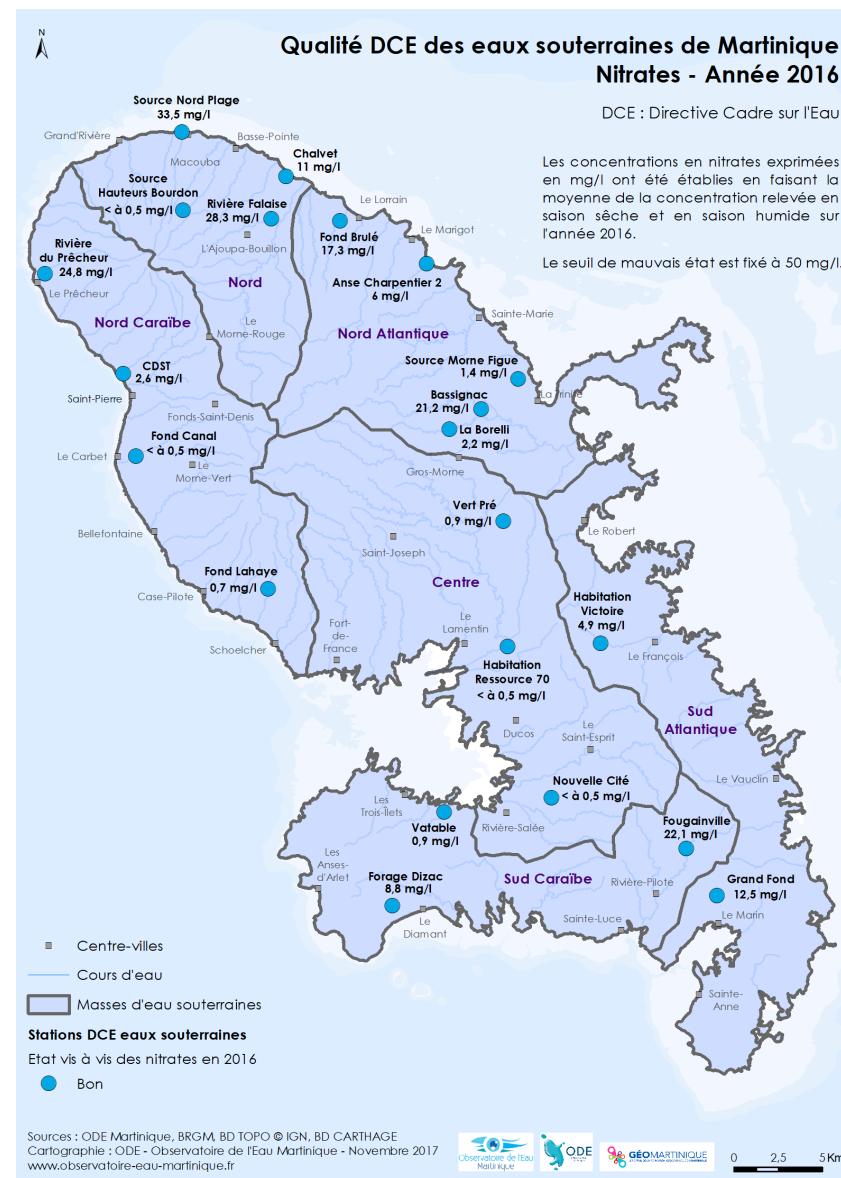 N
Qualité DCE des eaux souterraines de Martinique
Nitrates - Année 2016
DCE : Directive Cadre sur l'Eau
Les concentrations en nitrates exprimées
en mg/l ont été établies en faisant la
moyenne de la concentration relevée en
saison sêche et en saison humide sur
l'année 2016.
Le seuil de mauvais état est fixé à 50 mg/l.
Source Nord Plage
33,5 mg/l
Grand'Rivière
Basse-Pointe
Macouba
Chalvet
11 mg/l
Source
Hauteurs Bourdon
< à 0,5 mg/l
Rivière Falaise
28,3 mg/l
Le Lorrain
Fond Brulé
17,3 mg/l
Le Marigot
L'Ajoupa-Bouillon
Rivière
du Prêcheur
24,8 mg/l
Le Prêcheur
Nord
Anse Charpentier 2
6 mg/l
Nord Caraïbe
Le
Morne-Rouge
Nord Atlantique
Sainte-Marie
CDST
2,6 mg/l
Source Morne Figue
1,4 mg/l
Saint-Pierre
La Trinité
Bassignac
21,2 mg/l
Fonds-Saint-Denis
La Borelli
2,2 mg/l
Fond Canal
< à 0,5 mg/l
Le Carbet
Le
Morne-Vert
Gros-Morne
Vert Pré
0,9 mg/l
Bellefontaine
Le Robert
Saint-Joseph
Fond Lahaye
0,7 mg/l
Centre
Case-Pilote
Habitation
Victoire
4,9 mg/l
Fort-
de-
France
Le
Lamentin
Schoelcher
Le François
Habitation
Ressource 70
< à 0,5 mg/l
Sud
Atlantique
Ducos
Le
Saint-Esprit
Le Vauclin
Nouvelle Cité
< à 0,5 mg/l
Les
Trois-Îlets
Vatable
0,9 mg/l
Rivière-Salée
Fougainville
22,1 mg/l
Les
Anses-
d'Arlet
Forage Dizac
8,8 mg/l
Sud Caraïbe
Rivière-Pilote
Grand Fond
12,5 mg/l
Le
Diamant
Sainte-Luce
Le Marin
Sainte-
Anne
Centre-villes
Cours d'eau
Masses d'eau souterraines
Stations DCE eaux souterraines
Etat vis à vis des nitrates en 2016
Bon
Sources : ODE Martinique, BRGM, BD TOPO © IGN, BD CARTHAGE
Cartographie : ODE - Observatoire de l'Eau Martinique - Novembre 2017
www.observatoire-eau-martinique.fr
Observatoire de l'Eau
Martinique
ODE
GÉOMARTINIQUE
0 2,5 5 Km